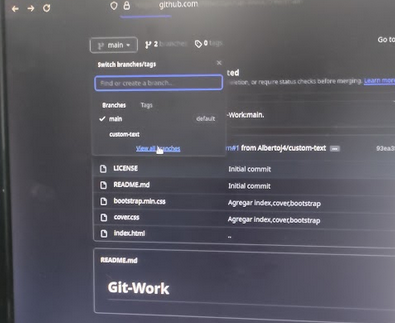 github.com
main
2 branches
0 tags
Go to
Switch branches/tags
Find or create a branch...
ted
deletion, or require status checks before merging. Learn more
Branches Tags
-Work:main.
main default
custom-text
View all branches
#1 from Albertoj4/custom-text
LICENSE Initial commit
README.md Initial commit
bootstrap.min.css Agregar index,cover,bootstrap
cover.css Agregar index,cover,bootstrap
index.html ..
README.md
Git-Work